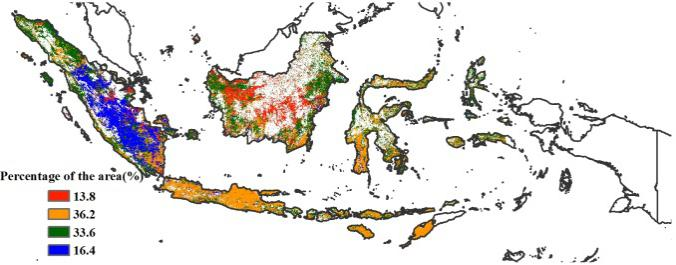 Percentage of the area(%)
13.8
36.2
33.6
16.4